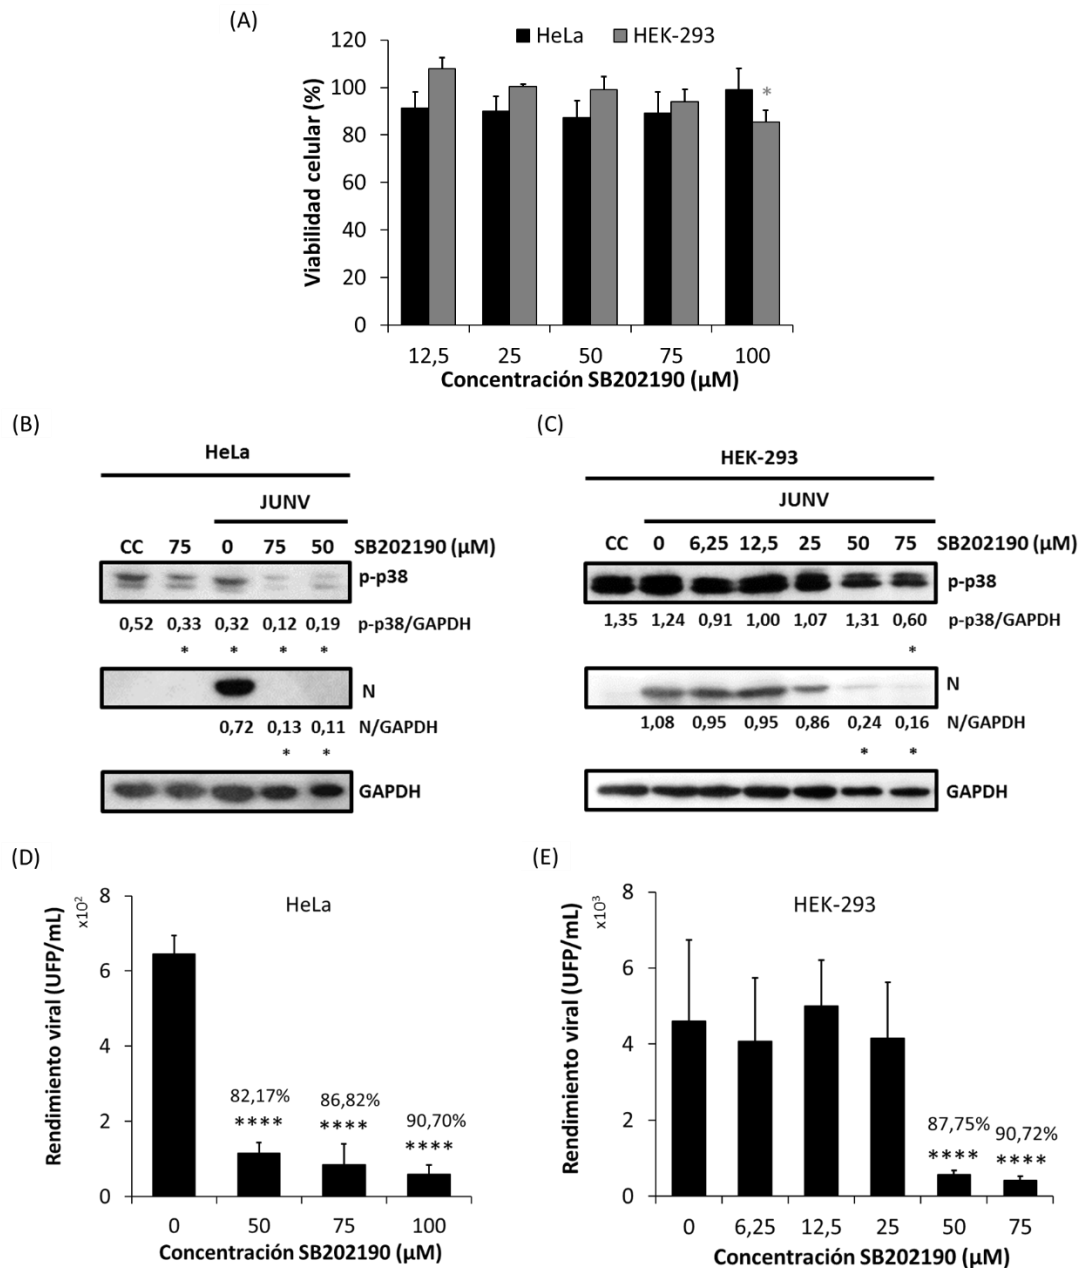 (A)
HeLa HEK-293
Viabilidad celular (%)
120
100
80
60
40
20
0
*
12,5 25 50 75 100
Concentración SB202190 (µM)
(B)
HeLa
JUNV
CC 75 0 75 50 SB202190 (µM)
p-p38
0,52 0,33 0,32 0,12 0,19 p-p38/GAPDH
* * * *
N
0,72 0,13 0,11 N/GAPDH
* *
GAPDH
(C)
HEK-293
JUNV
CC 0 6,25 12,5 25 50 75 SB202190 (µM)
p-p38
1,35 1,24 0,91 1,00 1,07 1,31 0,60 p-p38/GAPDH
*
N
1,08 0,95 0,95 0,86 0,24 0,16 N/GAPDH
* *
GAPDH
(D)
Rendimiento viral (UFP/mL)
x10²
HeLa
8
6
4
2
0
82,17% 86,82% 90,70%
**** **** ****
0 50 75 100
Concentración SB202190 (µM)
(E)
Rendimiento viral (UFP/mL)
x10³
HEK-293
8
6
4
2
0
87,75% 90,72%
**** ****
0 6,25 12,5 25 50 75
Concentración SB202190 (µM)